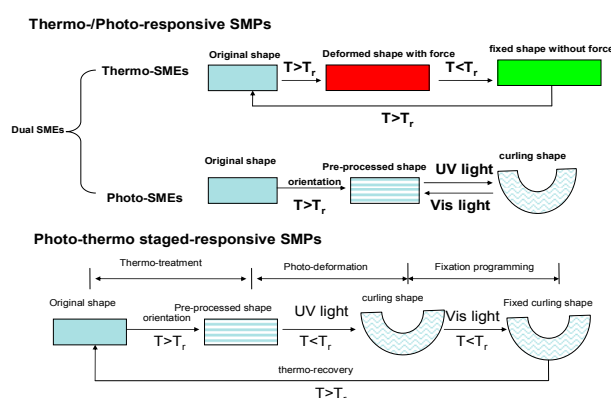 Thermo-/Photo-responsive SMPs
Original shape
Deformed shape with force
fixed shape without force
Thermo-SMEs
T>Tr
T<Tr
T>Tr
Dual SMEs
Original shape
Pre-processed shape
curling shape
UV light
orientation
Photo-SMEs
T>Tr
Vis light
Photo-thermo staged-responsive SMPs
Thermo-treatment
Photo-deformation
Fixation programming
Original shape
Pre-processed shape
curling shape
Fixed curling shape
orientation
UV light
Vis light
T>Tr
T<Tr
T<Tr
thermo-recovery
T>Tr